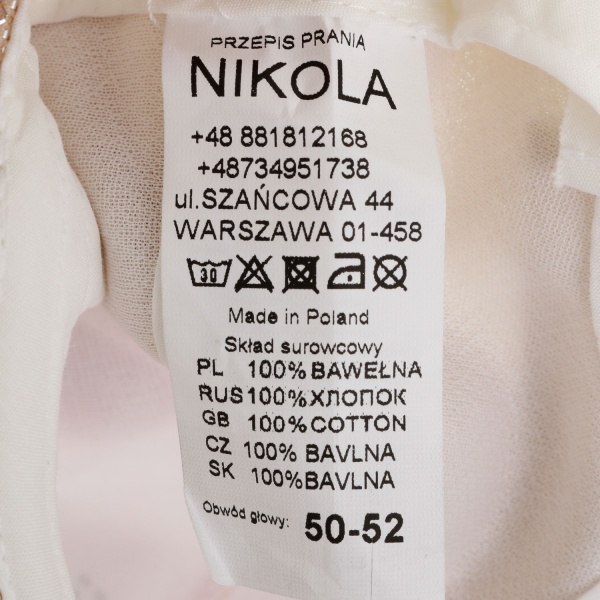 PRZEPIS PRANIA
NIKOLA
+48 881812168
+48734951738
ul.SZAŃCOWA 44
WARSZAWA 01-458
30
Made in Poland
Skład surowcowy
PL 100% BAWEŁNA
RUS 100% ХЛОПОК
GB 100% COTTON
CZ 100% BAVLNA
SK 100% BAVLNA
Obwód głowy: 50-52